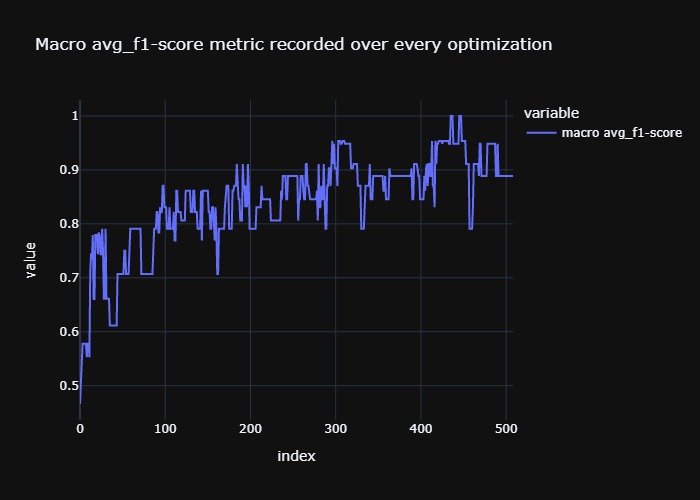 Macro avg_f1-score metric recorded over every optimization
variable
macro avg_f1-score
1
0.9
0.8
0.7
0.6
0.5
value
0 100 200 300 400 500
index